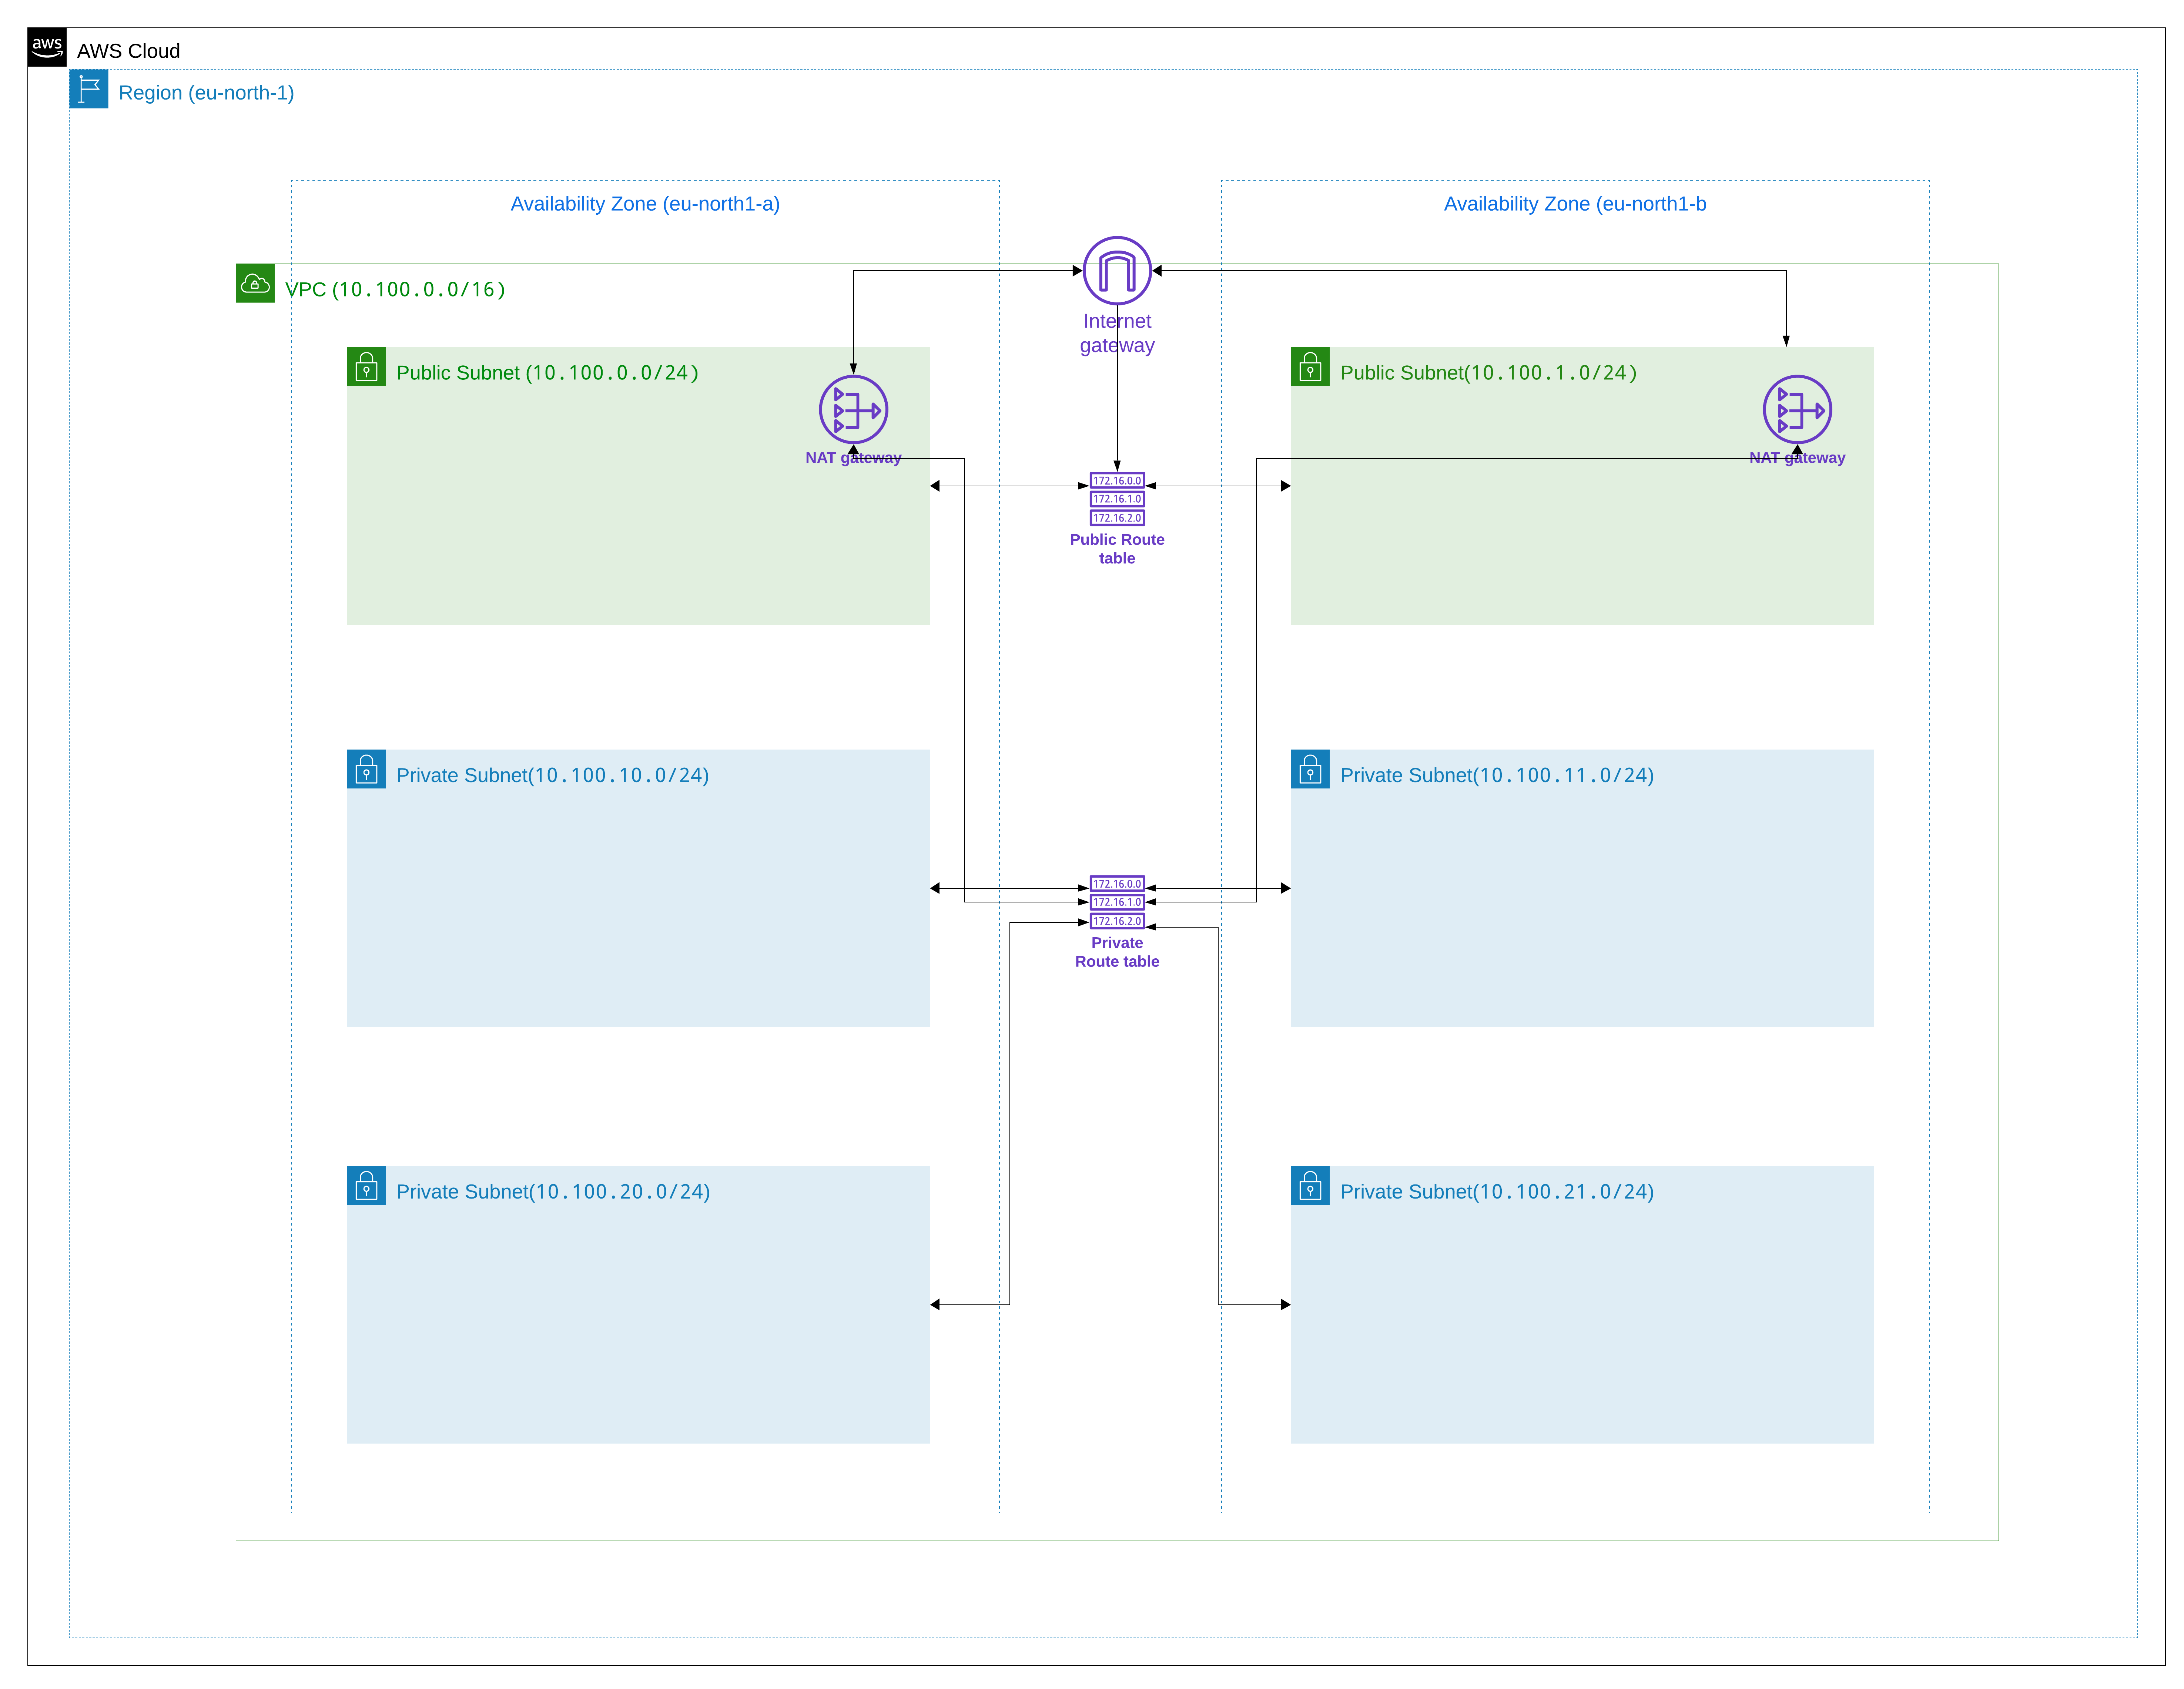 aws
AWS Cloud
Region (eu-north-1)
Availability Zone (eu-north1-a)
Availability Zone (eu-north1-b
VPC (10.100.0.0/16)
Internet
gateway
Public Subnet (10.100.0.0/24)
Public Subnet(10.100.1.0/24)
NAT gateway
NAT gateway
172.16.0.0
172.16.1.0
172.16.2.0
Public Route
table
Private Subnet(10.100.10.0/24)
Private Subnet(10.100.11.0/24)
172.16.0.0
172.16.1.0
172.16.2.0
Private
Route table
Private Subnet(10.100.20.0/24)
Private Subnet(10.100.21.0/24)